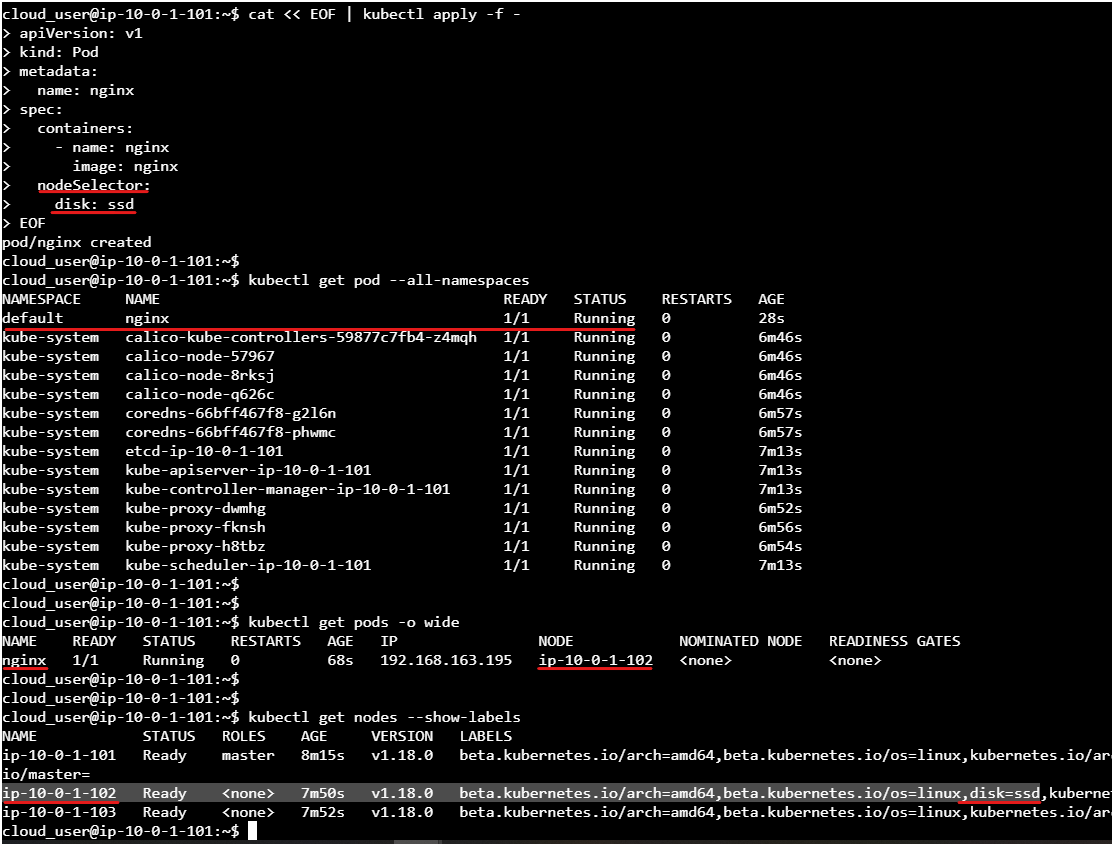 cloud_user@ip-10-0-1-101:~$ cat << EOF | kubectl apply -f -
> apiVersion: v1
> kind: Pod
> metadata:
>   name: nginx
> spec:
>   containers:
>     - name: nginx
>       image: nginx
>   nodeSelector:
>     disk: ssd
> EOF
pod/nginx created
cloud_user@ip-10-0-1-101:~$
cloud_user@ip-10-0-1-101:~$ kubectl get pod --all-namespaces
NAMESPACE     NAME                                       READY   STATUS    RESTARTS   AGE
default       nginx                                      1/1     Running   0          28s
kube-system   calico-kube-controllers-59877c7fb4-z4mqh   1/1     Running   0          6m46s
kube-system   calico-node-57967                          1/1     Running   0          6m46s
kube-system   calico-node-8rksj                          1/1     Running   0          6m46s
kube-system   calico-node-q626c                          1/1     Running   0          6m46s
kube-system   coredns-66bff467f8-g2l6n                   1/1     Running   0          6m57s
kube-system   coredns-66bff467f8-phwmc                   1/1     Running   0          6m57s
kube-system   etcd-ip-10-0-1-101                         1/1     Running   0          7m13s
kube-system   kube-apiserver-ip-10-0-1-101               1/1     Running   0          7m13s
kube-system   kube-controller-manager-ip-10-0-1-101      1/1     Running   0          7m13s
kube-system   kube-proxy-dwmhg                           1/1     Running   0          6m52s
kube-system   kube-proxy-fknsh                           1/1     Running   0          6m56s
kube-system   kube-proxy-h8tbz                           1/1     Running   0          6m54s
kube-system   kube-scheduler-ip-10-0-1-101               1/1     Running   0          7m13s
cloud_user@ip-10-0-1-101:~$
cloud_user@ip-10-0-1-101:~$
cloud_user@ip-10-0-1-101:~$ kubectl get pods -o wide
NAME    READY   STATUS    RESTARTS   AGE   IP                NODE            NOMINATED NODE   READINESS GATES
nginx   1/1     Running   0          68s   192.168.163.195   ip-10-0-1-102   <none>           <none>
cloud_user@ip-10-0-1-101:~$
cloud_user@ip-10-0-1-101:~$
cloud_user@ip-10-0-1-101:~$ kubectl get nodes --show-labels
NAME            STATUS   ROLES    AGE     VERSION   LABELS
ip-10-0-1-101   Ready    master   8m15s   v1.18.0   beta.kubernetes.io/arch=amd64,beta.kubernetes.io/os=linux,kubernetes.io/ar
io/master=
ip-10-0-1-102   Ready    <none>   7m50s   v1.18.0   beta.kubernetes.io/arch=amd64,beta.kubernetes.io/os=linux,disk=ssd,kuberne
ip-10-0-1-103   Ready    <none>   7m52s   v1.18.0   beta.kubernetes.io/arch=amd64,beta.kubernetes.io/os=linux,kubernetes.io/ar
cloud_user@ip-10-0-1-101:~$